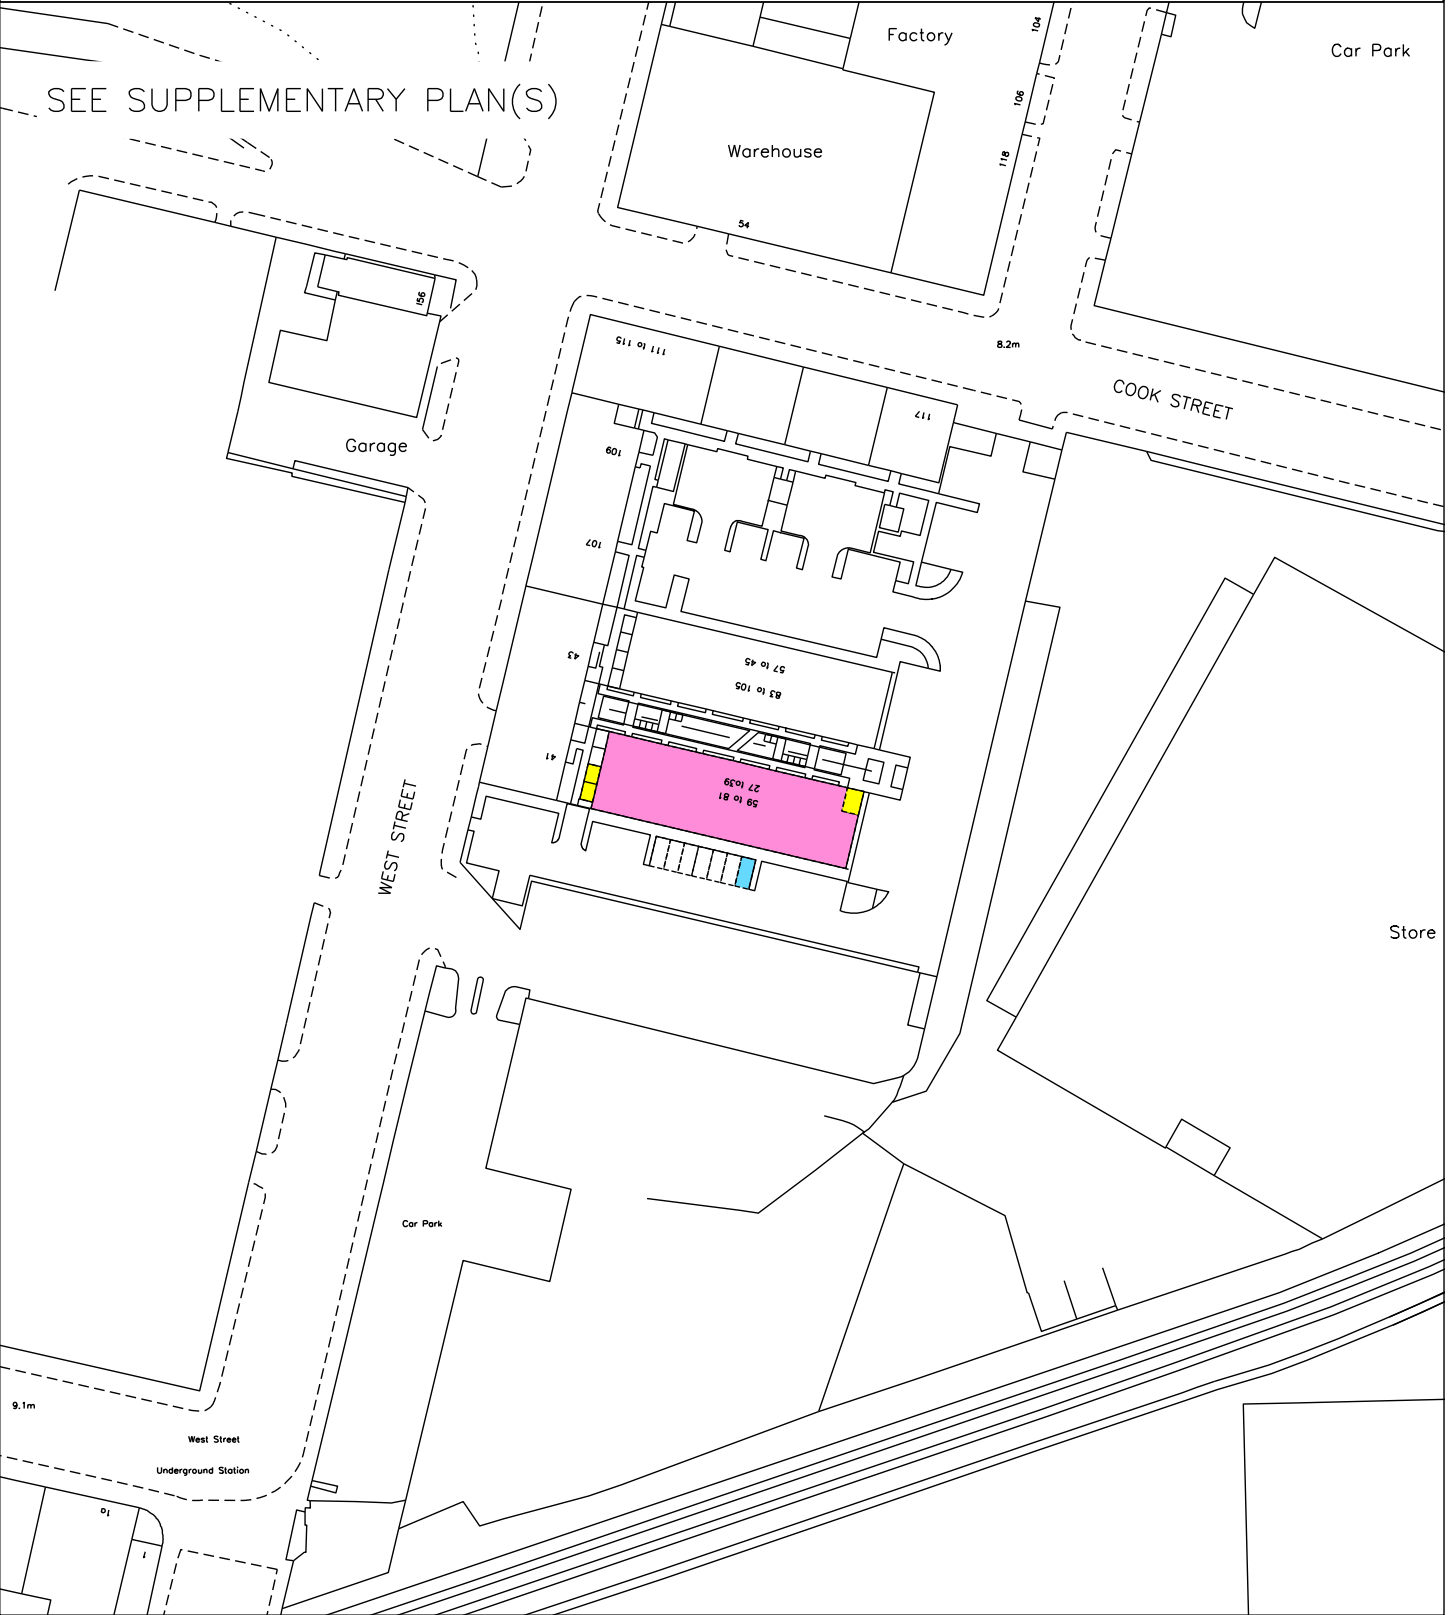 Factory
104
Car Park
SEE SUPPLEMENTARY PLAN(S)
106
Warehouse
118
54
156
111 to 115
8.2m
COOK STREET
117
Garage
109
107
43
57 to 45
83 to 105
41
27 to39
59 to 81
WEST STREET
Store
Car Park
9.1m
West Street
Underground Station
10
1